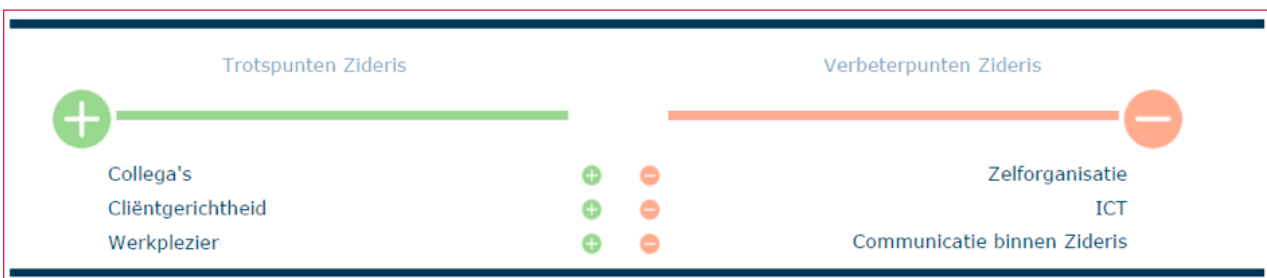 Trotspunten Zideris
Verbeterpunten Zideris
Collega's
Zelforganisatie
Cliëntgerichtheid
ICT
Werkplezier
Communicatie binnen Zideris